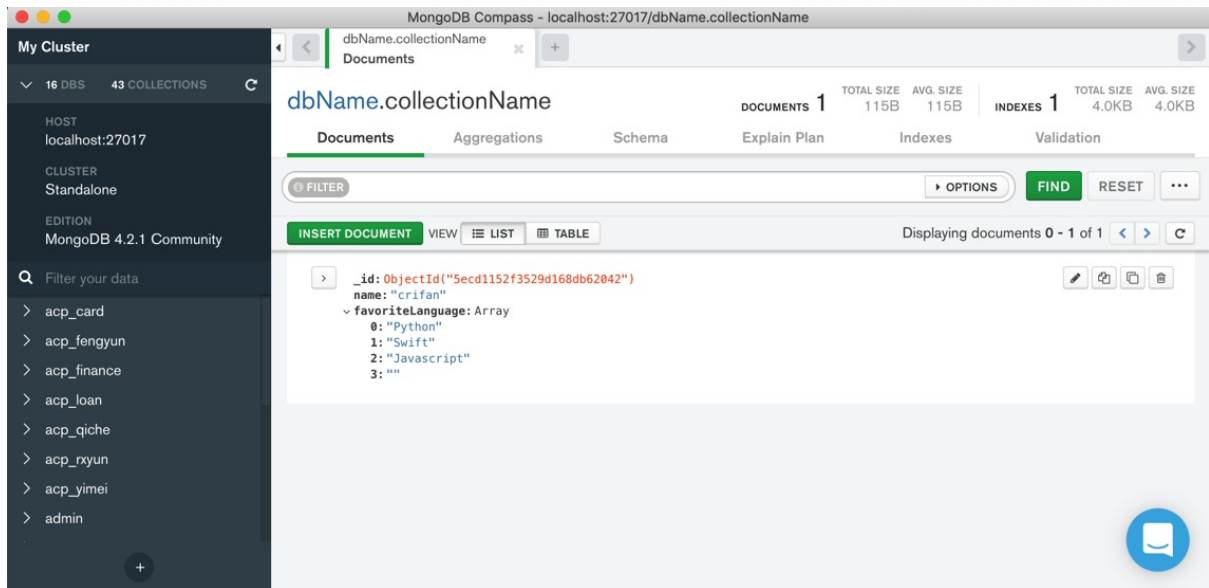 MongoDB Compass - localhost:27017/dbName.collectionName
My Cluster
16 DBS 43 COLLECTIONS
HOST
localhost:27017
CLUSTER
Standalone
EDITION
MongoDB 4.2.1 Community
Filter your data
acp_card
acp_fengyun
acp_finance
acp_loan
acp_qiche
acp_rxyun
acp_yimei
admin
+
dbName.collectionName
Documents
+
dbName.collectionName
DOCUMENTS 1 TOTAL SIZE 115B AVG. SIZE 115B INDEXES 1 TOTAL SIZE 4.0KB AVG. SIZE 4.0KB
Documents Aggregations Schema Explain Plan Indexes Validation
FILTER OPTIONS FIND RESET ...
INSERT DOCUMENT VIEW LIST TABLE Displaying documents 0 - 1 of 1
_id: ObjectId("5ecd1152f3529d168db62042")
name: "crifan"
favoriteLanguage: Array
0: "Python"
1: "Swift"
2: "Javascript"
3: ""